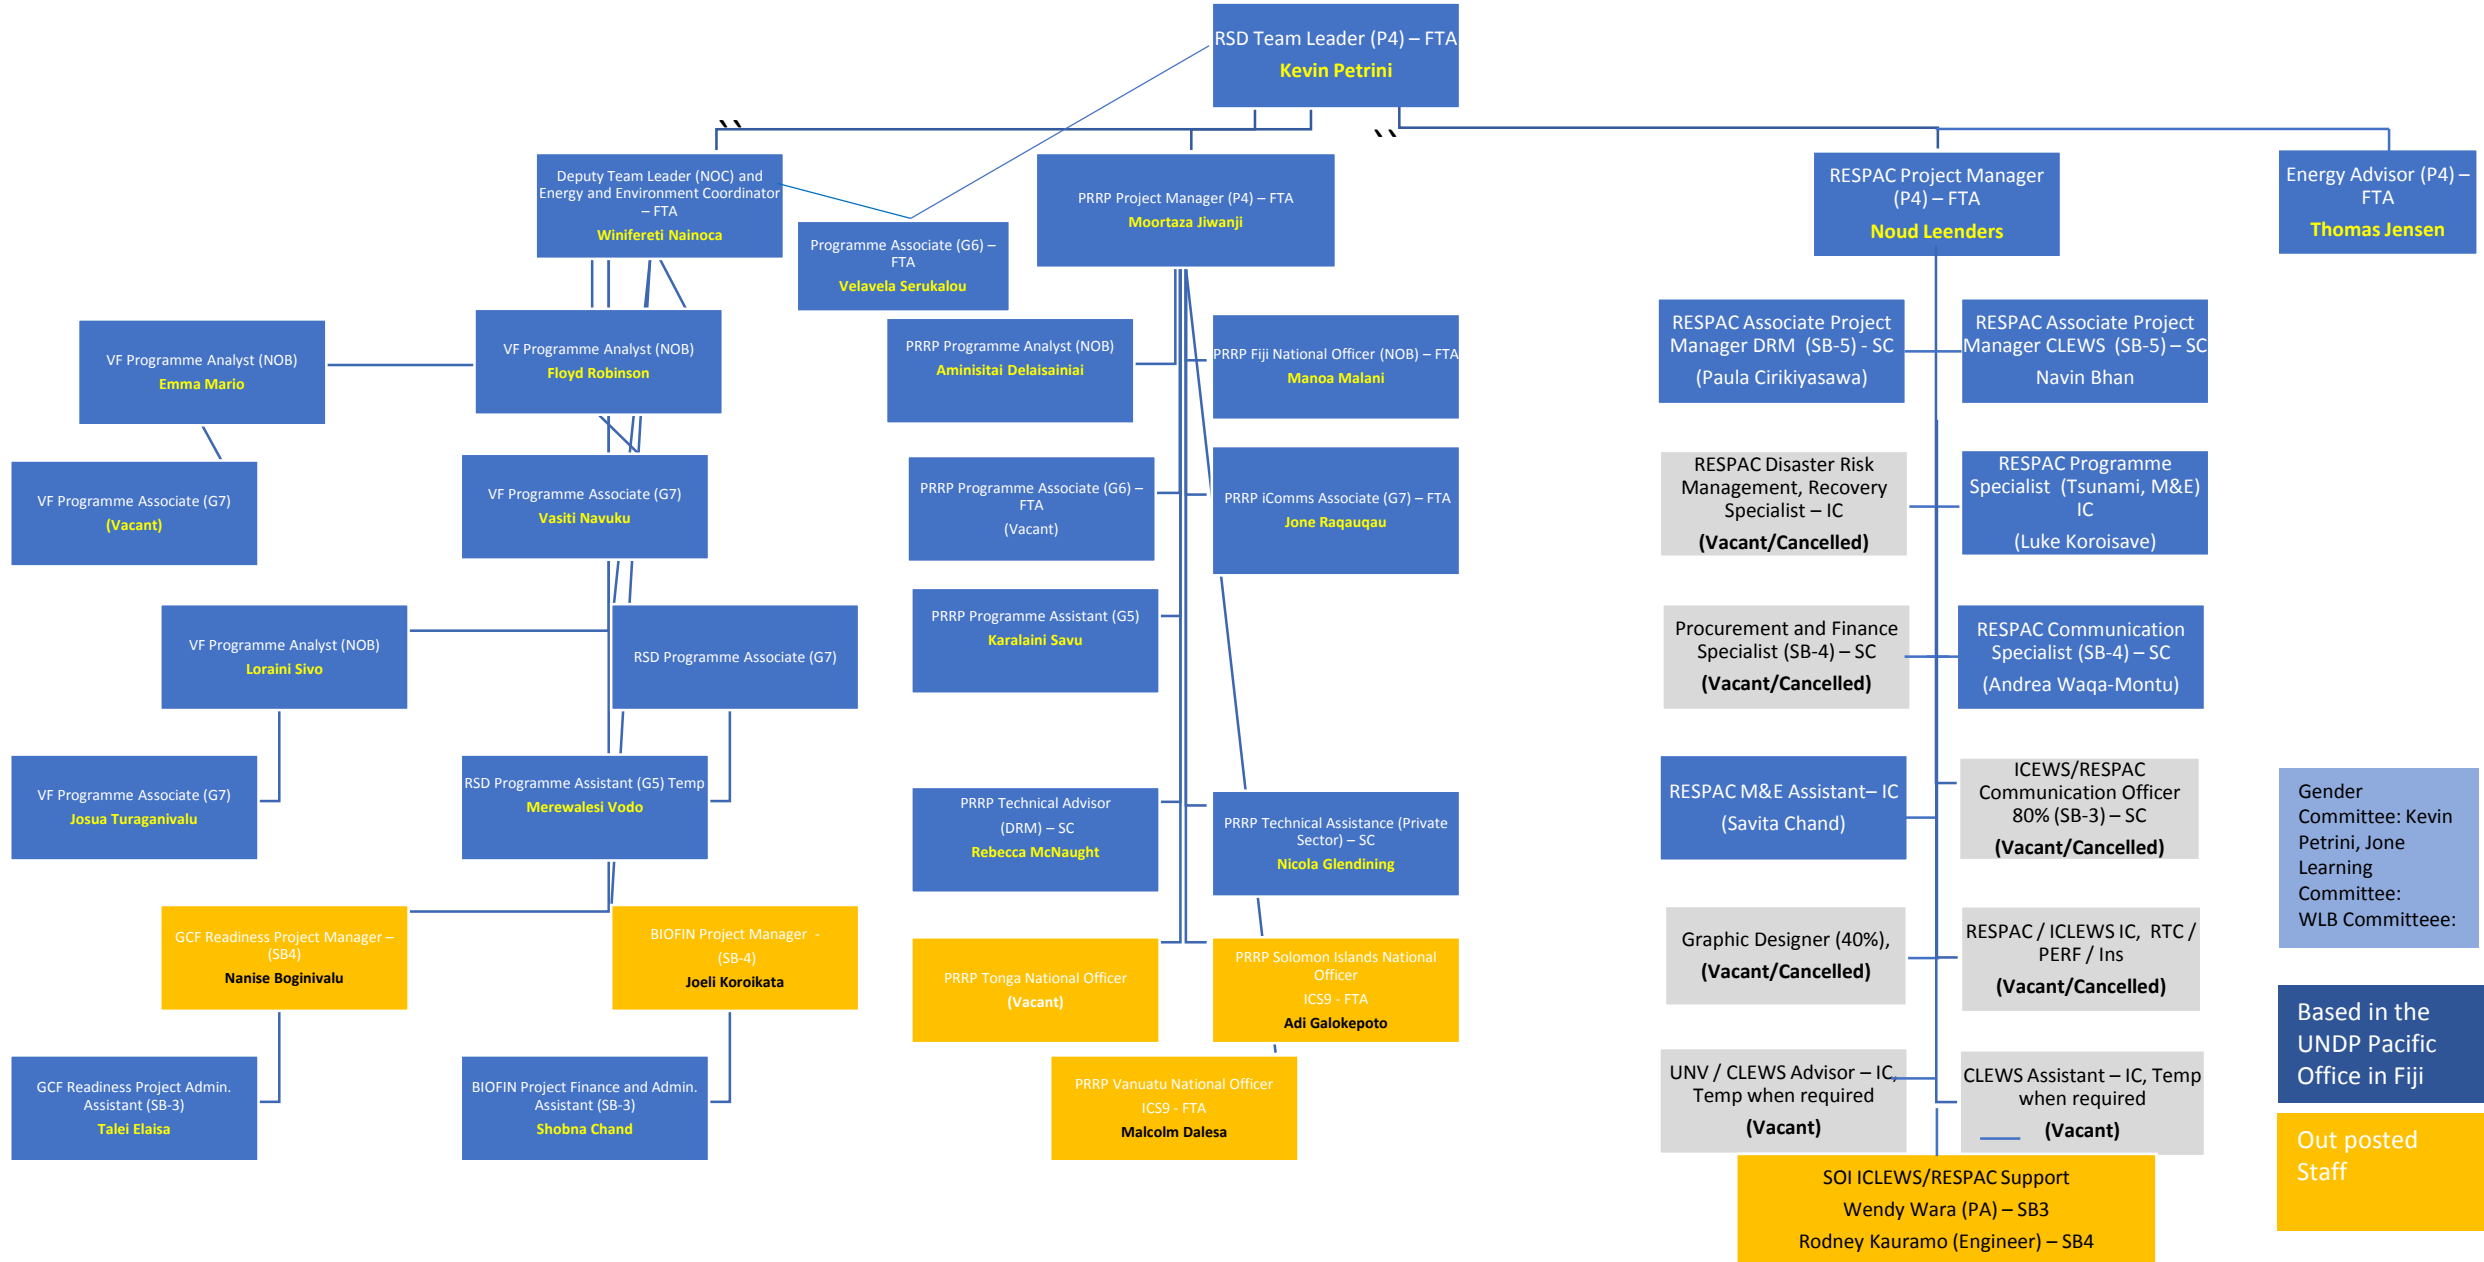 RSD Team Leader (P4) – FTA
Kevin Petrini
``
``
Deputy Team Leader (NOC) and
Energy and Environment Coordinator
– FTA
Winifereti Nainoca
Programme Associate (G6) –
FTA
Velavela Serukalou
PRRP Project Manager (P4) – FTA
Moortaza Jiwanji
RESPAC Project Manager
(P4) – FTA
Noud Leenders
Energy Advisor (P4) –
FTA
Thomas Jensen
VF Programme Analyst (NOB)
Emma Mario
VF Programme Analyst (NOB)
Floyd Robinson
VF Programme Associate (G7)
(Vacant)
VF Programme Associate (G7)
Vasiti Navuku
VF Programme Analyst (NOB)
Loraini Sivo
RSD Programme Associate (G7)
VF Programme Associate (G7)
Josua Turaganivalu
RSD Programme Assistant (G5) Temp
Merewalesi Vodo
GCF Readiness Project Manager –
(SB4)
Nanise Boginivalu
BIOFIN Project Manager -
(SB-4)
Joeli Koroikata
GCF Readiness Project Admin.
Assistant (SB-3)
Talei Elaisa
BIOFIN Project Finance and Admin.
Assistant (SB-3)
Shobna Chand
PRRP Programme Analyst (NOB)
Aminisitai Delaisainiai
PRRP Fiji National Officer (NOB) – FTA
Manoa Malani
PRRP Programme Associate (G6) –
FTA
(Vacant)
PRRP iComms Associate (G7) – FTA
Jone Raqauqau
PRRP Programme Assistant (G5)
Karalaini Savu
PRRP Technical Advisor
(DRM) – SC
Rebecca McNaught
PRRP Technical Assistance (Private
Sector) – SC
Nicola Glendining
PRRP Tonga National Officer
(Vacant)
PRRP Solomon Islands National
Officer
ICS9 - FTA
Adi Galokepoto
PRRP Vanuatu National Officer
ICS9 - FTA
Malcolm Dalesa
RESPAC Associate Project
Manager DRM (SB-5) - SC
(Paula Cirikiyasawa)
RESPAC Associate Project
Manager CLEWS (SB-5) – SC
Navin Bhan
RESPAC Disaster Risk
Management, Recovery
Specialist – IC
(Vacant/Cancelled)
RESPAC Programme
Specialist (Tsunami, M&E)
IC
(Luke Koroisave)
Procurement and Finance
Specialist (SB-4) – SC
(Vacant/Cancelled)
RESPAC Communication
Specialist (SB-4) – SC
(Andrea Waqa-Montu)
RESPAC M&E Assistant– IC
(Savita Chand)
ICEWS/RESPAC
Communication Officer
80% (SB-3) – SC
(Vacant/Cancelled)
Graphic Designer (40%),
(Vacant/Cancelled)
RESPAC / ICLEWS IC, RTC /
PERF / Ins
(Vacant/Cancelled)
UNV / CLEWS Advisor – IC,
Temp when required
(Vacant)
CLEWS Assistant – IC, Temp
when required
(Vacant)
SOI ICLEWS/RESPAC Support
Wendy Wara (PA) – SB3
Rodney Kauramo (Engineer) – SB4
Gender
Committee: Kevin
Petrini, Jone
Learning
Committee:
WLB Committeee:
Based in the
UNDP Pacific
Office in Fiji
Out posted
Staff